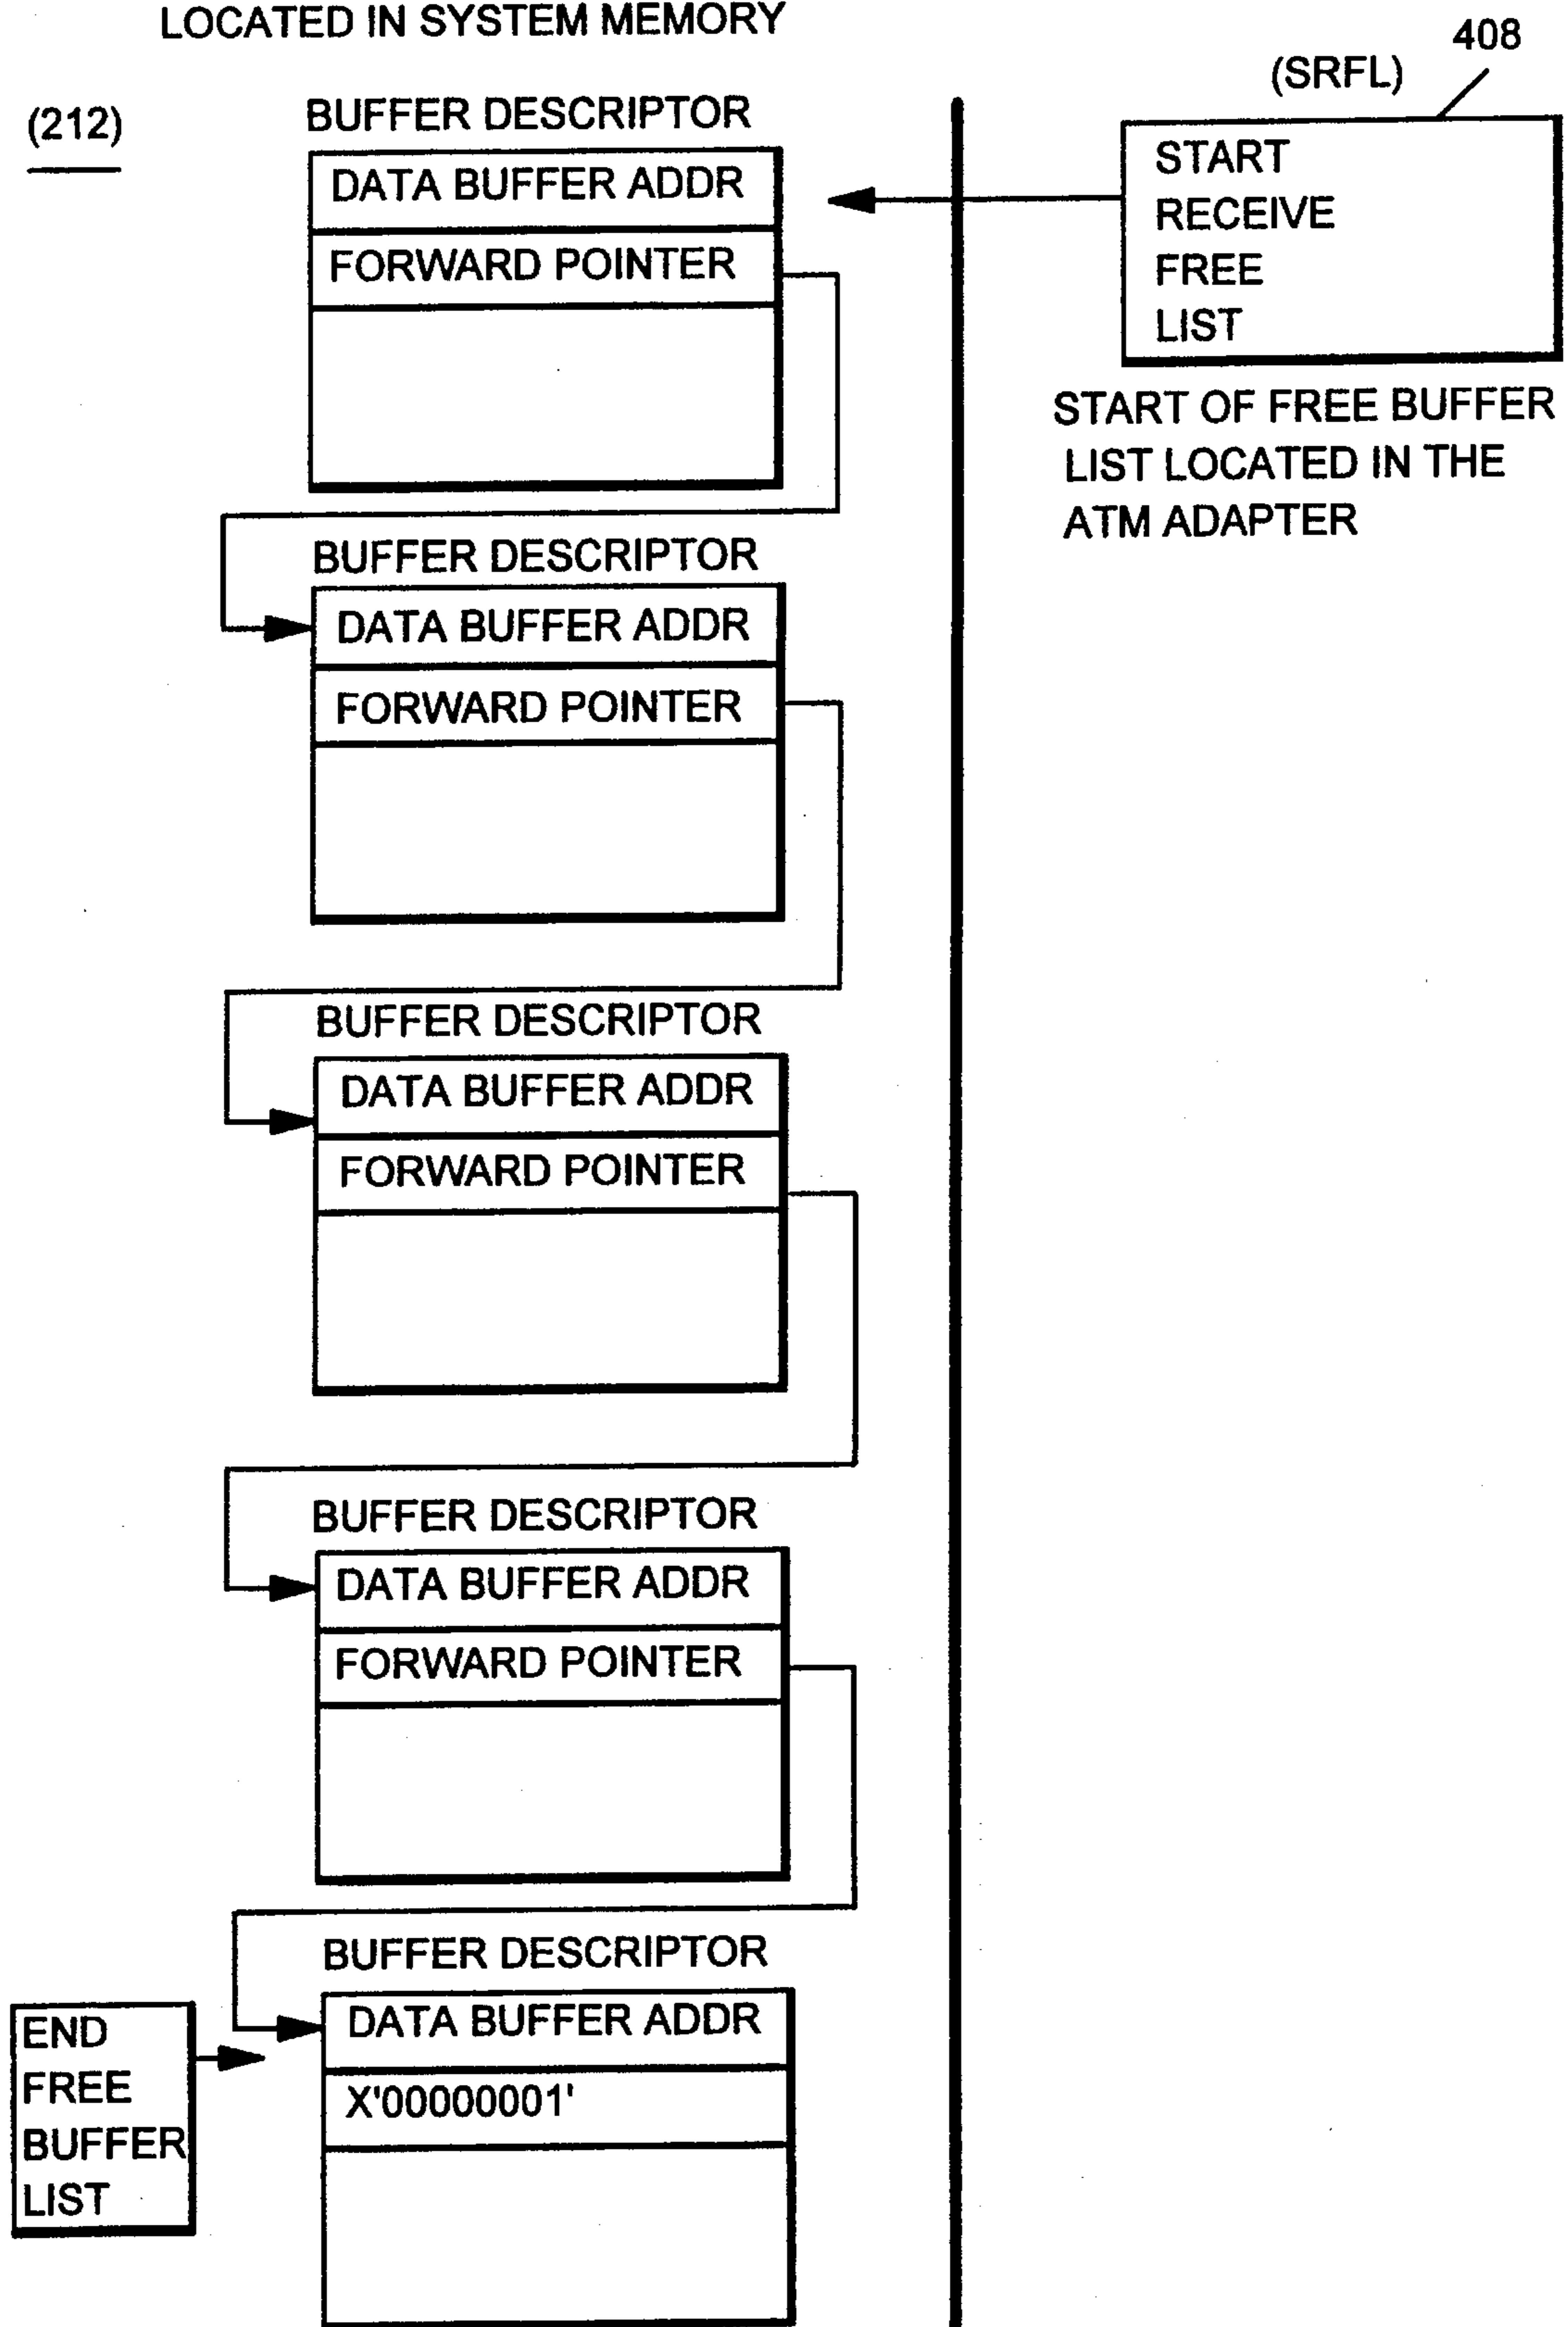 LOCATED IN SYSTEM MEMORY
408
(SRFL)
(212)
BUFFER DESCRIPTOR
DATA BUFFER ADDR
FORWARD POINTER
START
RECEIVE
FREE
LIST
START OF FREE BUFFER
LIST LOCATED IN THE
ATM ADAPTER
BUFFER DESCRIPTOR
DATA BUFFER ADDR
FORWARD POINTER
BUFFER DESCRIPTOR
DATA BUFFER ADDR
FORWARD POINTER
BUFFER DESCRIPTOR
DATA BUFFER ADDR
FORWARD POINTER
BUFFER DESCRIPTOR
DATA BUFFER ADDR
X'00000001'
END
FREE
BUFFER
LIST